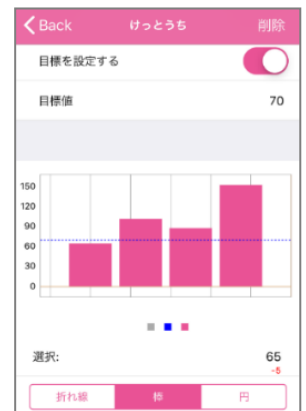 Back けっとうち 削除
目標を設定する
目標値 70
150
120
90
60
30
0
選択: 65
-5
折れ線 棒 円